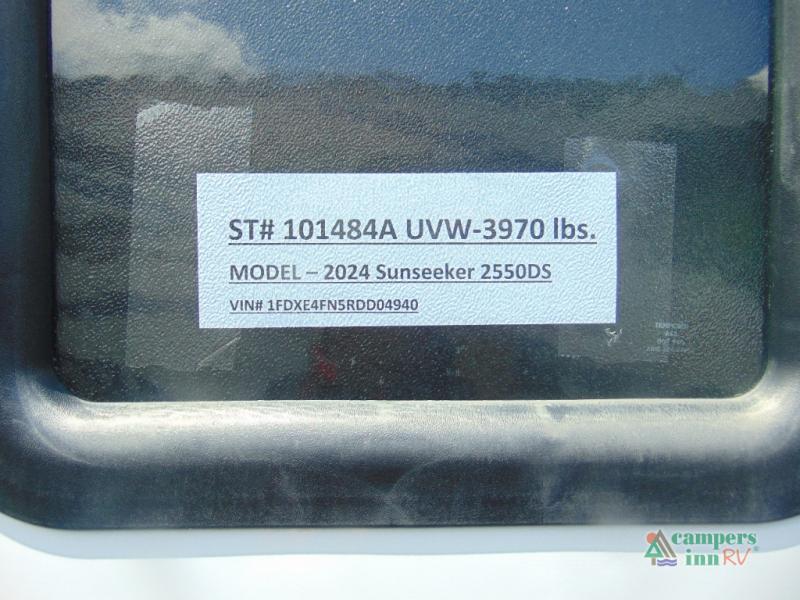 ST# 101484A UVW-3970 lbs.
MODEL – 2024 Sunseeker 2550DS
VIN# 1FDXE4FN5RDD04940
campers
inn RV